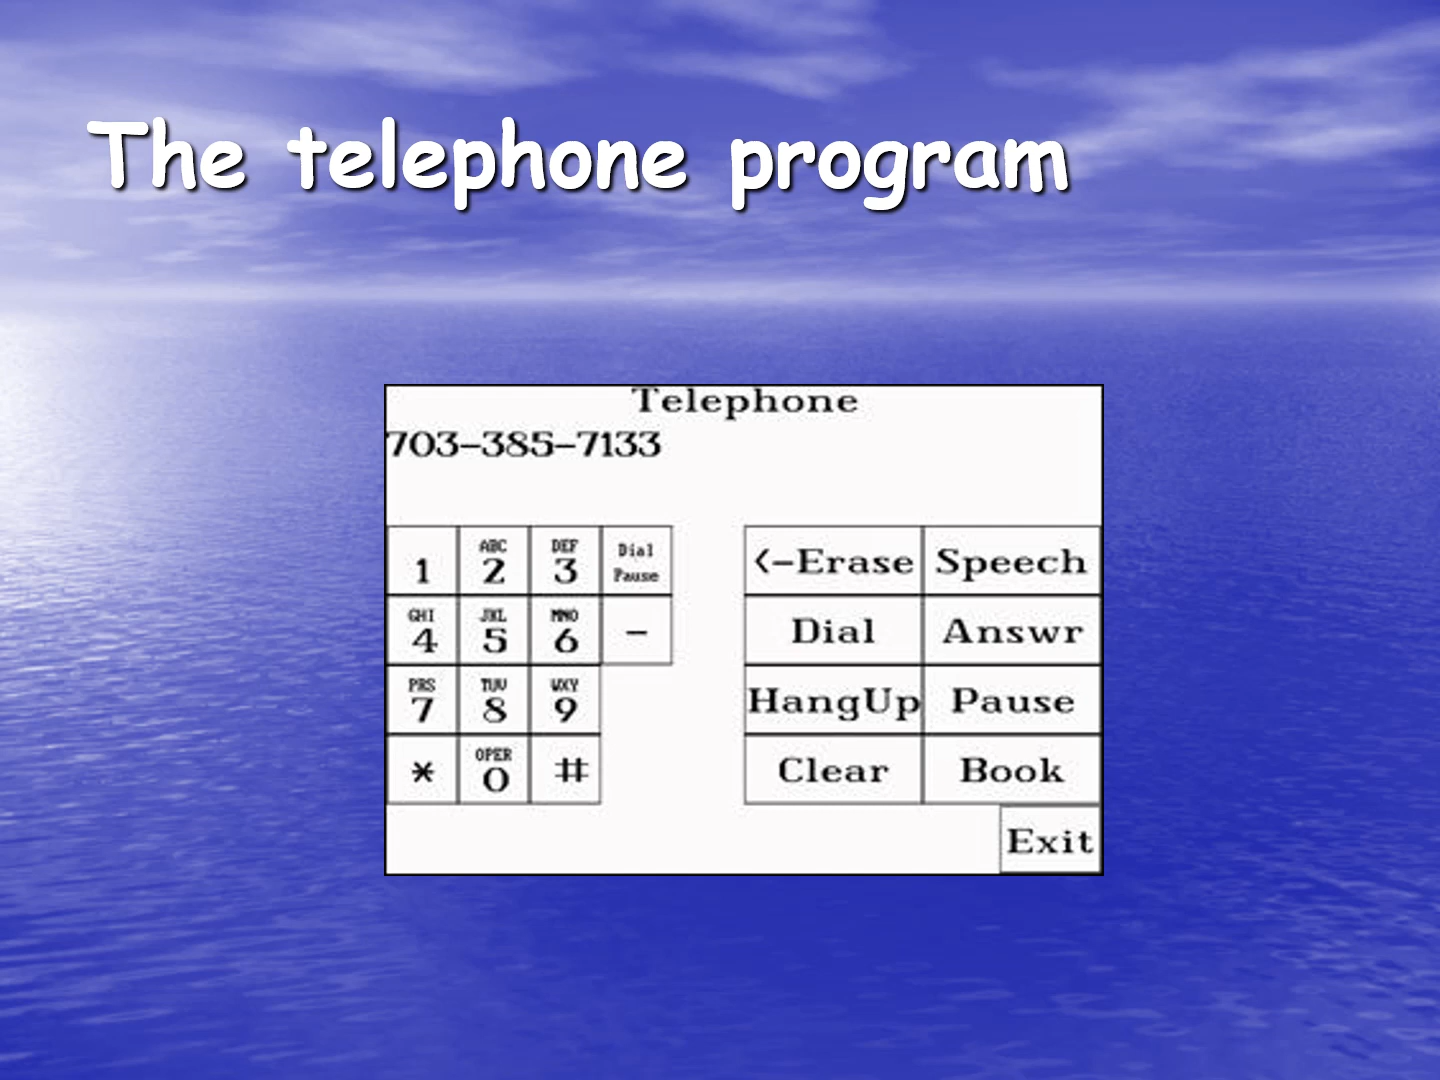 The telephone program
Telephone
703-385-7133
1
ABC
2
DEF
3
Dial
Pause
<-Erase
Speech
GHI
4
JKL
5
MNO
6
-
Dial
Answr
PRS
7
TUV
8
WXY
9
HangUp
Pause
*
OPER
0
#
Clear
Book
Exit